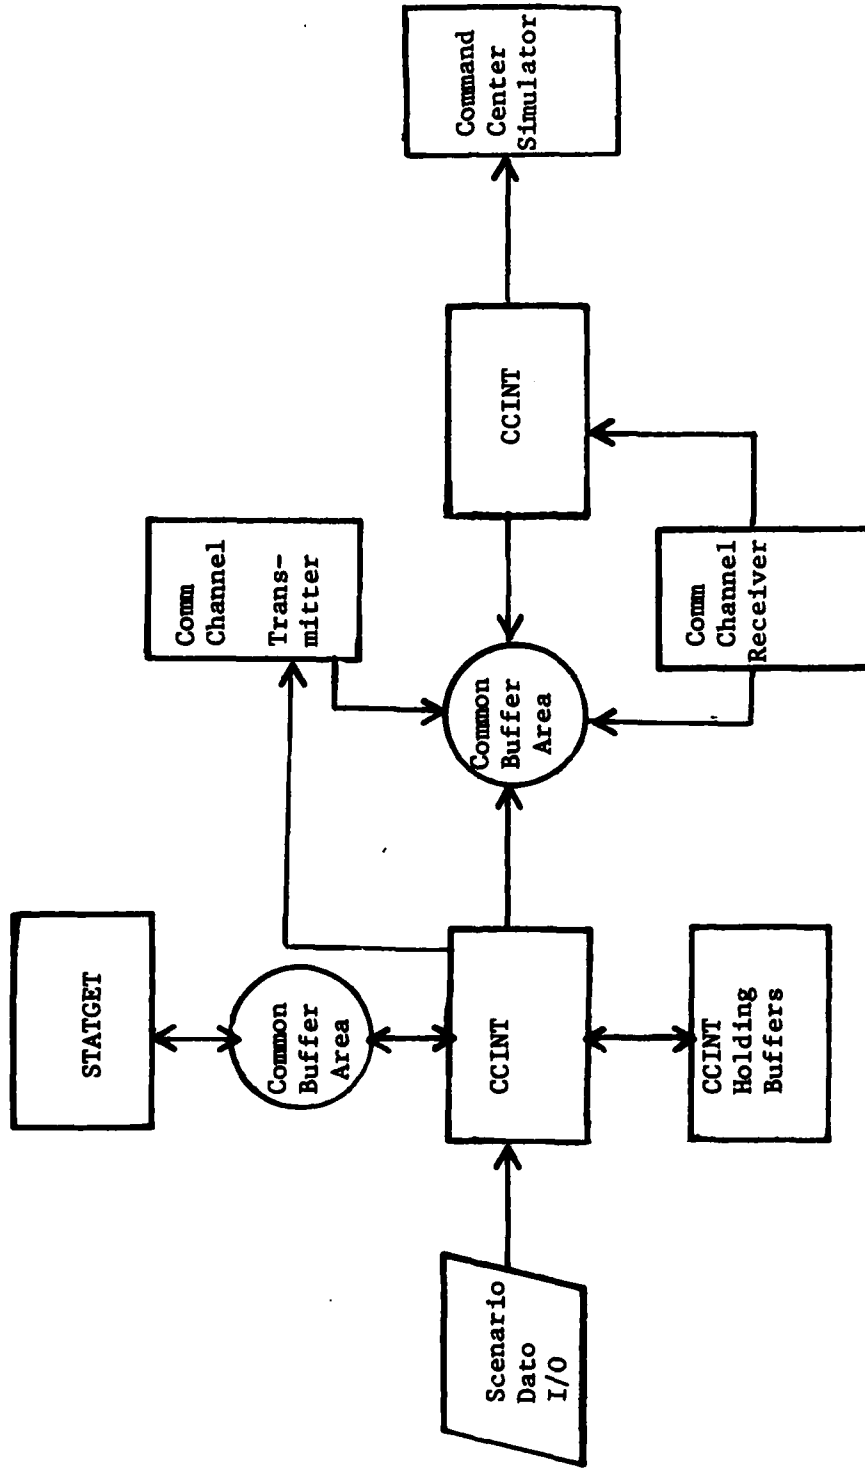 STATGET
Common
Buffer
Area
Comm
Channel
Trans-
mitter
Scenario
Dato
I/O
CCINT
Common
Buffer
Area
CCINT
Command
Center
Simulator
CCINT
Holding
Buffers
Comm
Channel
Receiver